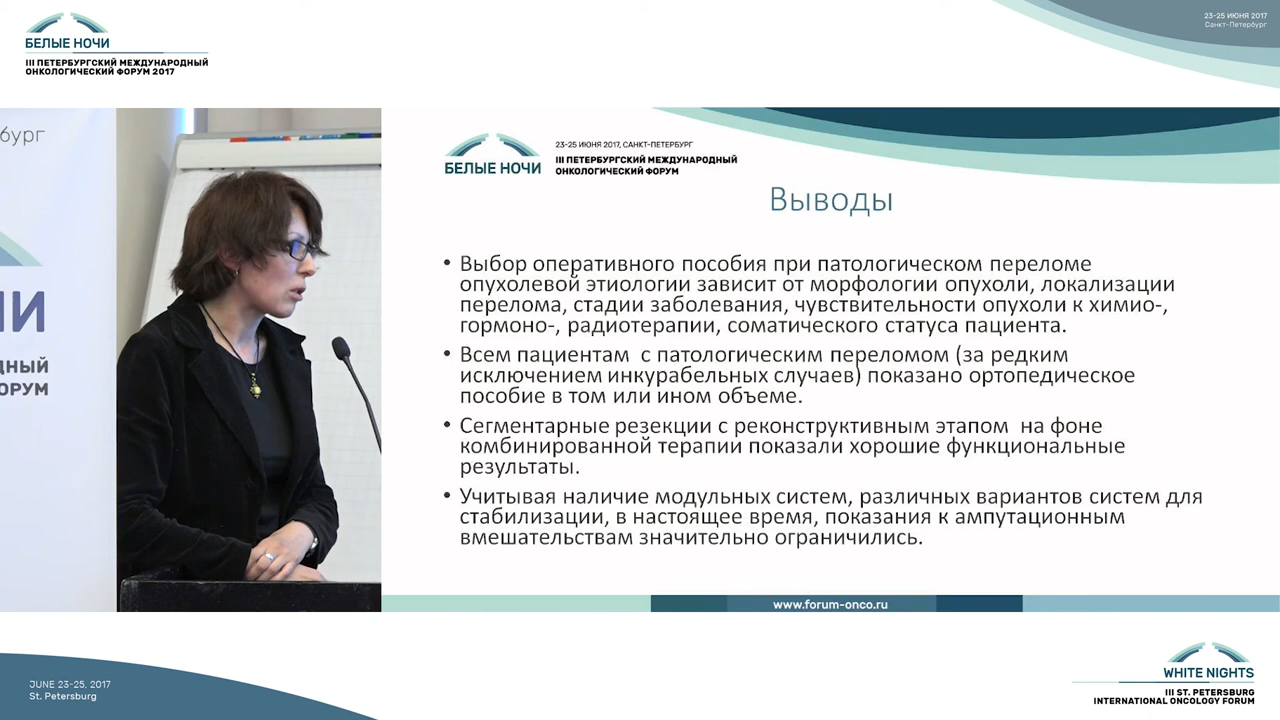 БЕЛЫЕ НОЧИ
III ПЕТЕРБУРГСКИЙ МЕЖДУНАРОДНЫЙ
ОНКОЛОГИЧЕСКИЙ ФОРУМ 2017
23-25 ИЮНЯ 2017
Санкт-Петербург
бург
ЧИ
ДНЫЙ
ОРУМ
БЕЛЫЕ НОЧИ
23-25 ИЮНЯ 2017, САНКТ-ПЕТЕРБУРГ
III ПЕТЕРБУРГСКИЙ МЕЖДУНАРОДНЫЙ
ОНКОЛОГИЧЕСКИЙ ФОРУМ
Выводы
• Выбор оперативного пособия при патологическом переломе
опухолевой этиологии зависит от морфологии опухоли, локализации
перелома, стадии заболевания, чувствительности опухоли к химио-,
гормоно-, радиотерапии, соматического статуса пациента.
• Всем пациентам с патологическим переломом (за редким
исключением инкурабельных случаев) показано ортопедическое
пособие в том или ином объеме.
• Сегментарные резекции с реконструктивным этапом на фоне
комбинированной терапии показали хорошие функциональные
результаты.
• Учитывая наличие модульных систем, различных вариантов систем для
стабилизации, в настоящее время, показания к ампутационным
вмешательствам значительно ограничились.
www.forum-onco.ru
JUNE 23-25, 2017
St. Petersburg
WHITE NIGHTS
III ST. PETERSBURG
INTERNATIONAL ONCOLOGY FORUM